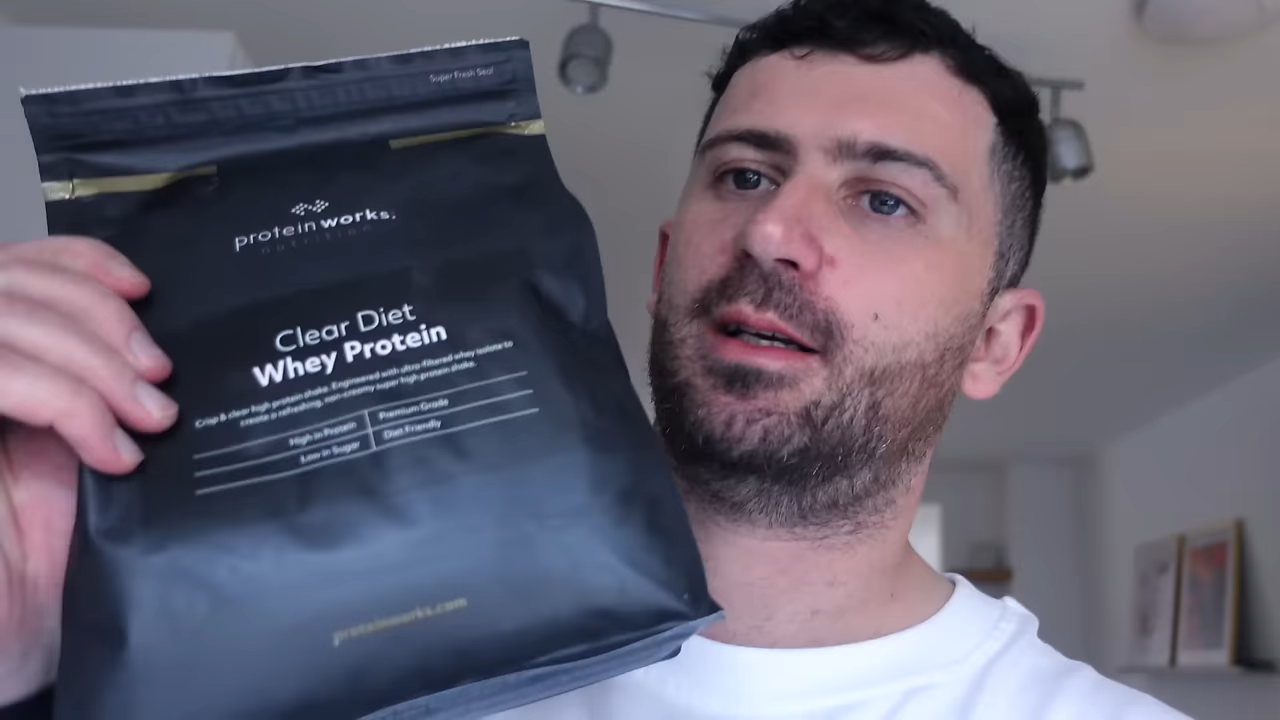 Super Fresh Seal
protein works.
nutrition
Clear Diet
Whey Protein
Crisp & clear high protein shake. Engineered with ultra-filtered whey isolate to
create a refreshing, non-creamy super high protein shake.
High in Protein Premium Grade
Low in Sugar Diet Friendly
proteinworks.com